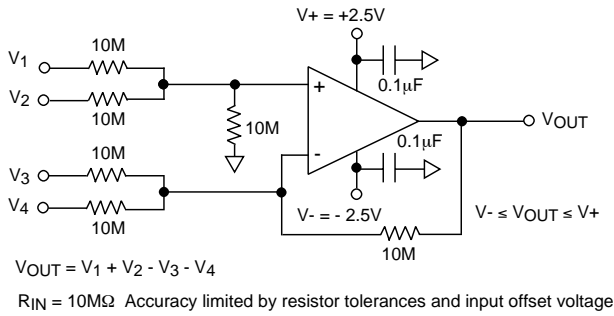 V+ = +2.5V
V1
10M
0.1μF
V2
10M
+
10M
VOUT
V3
10M
-
0.1μF
V4
10M
V- = - 2.5V
V- ≤ VOUT ≤ V+
10M
VOUT = V1 + V2 - V3 - V4
RIN = 10MΩ Accuracy limited by resistor tolerances and input offset voltage